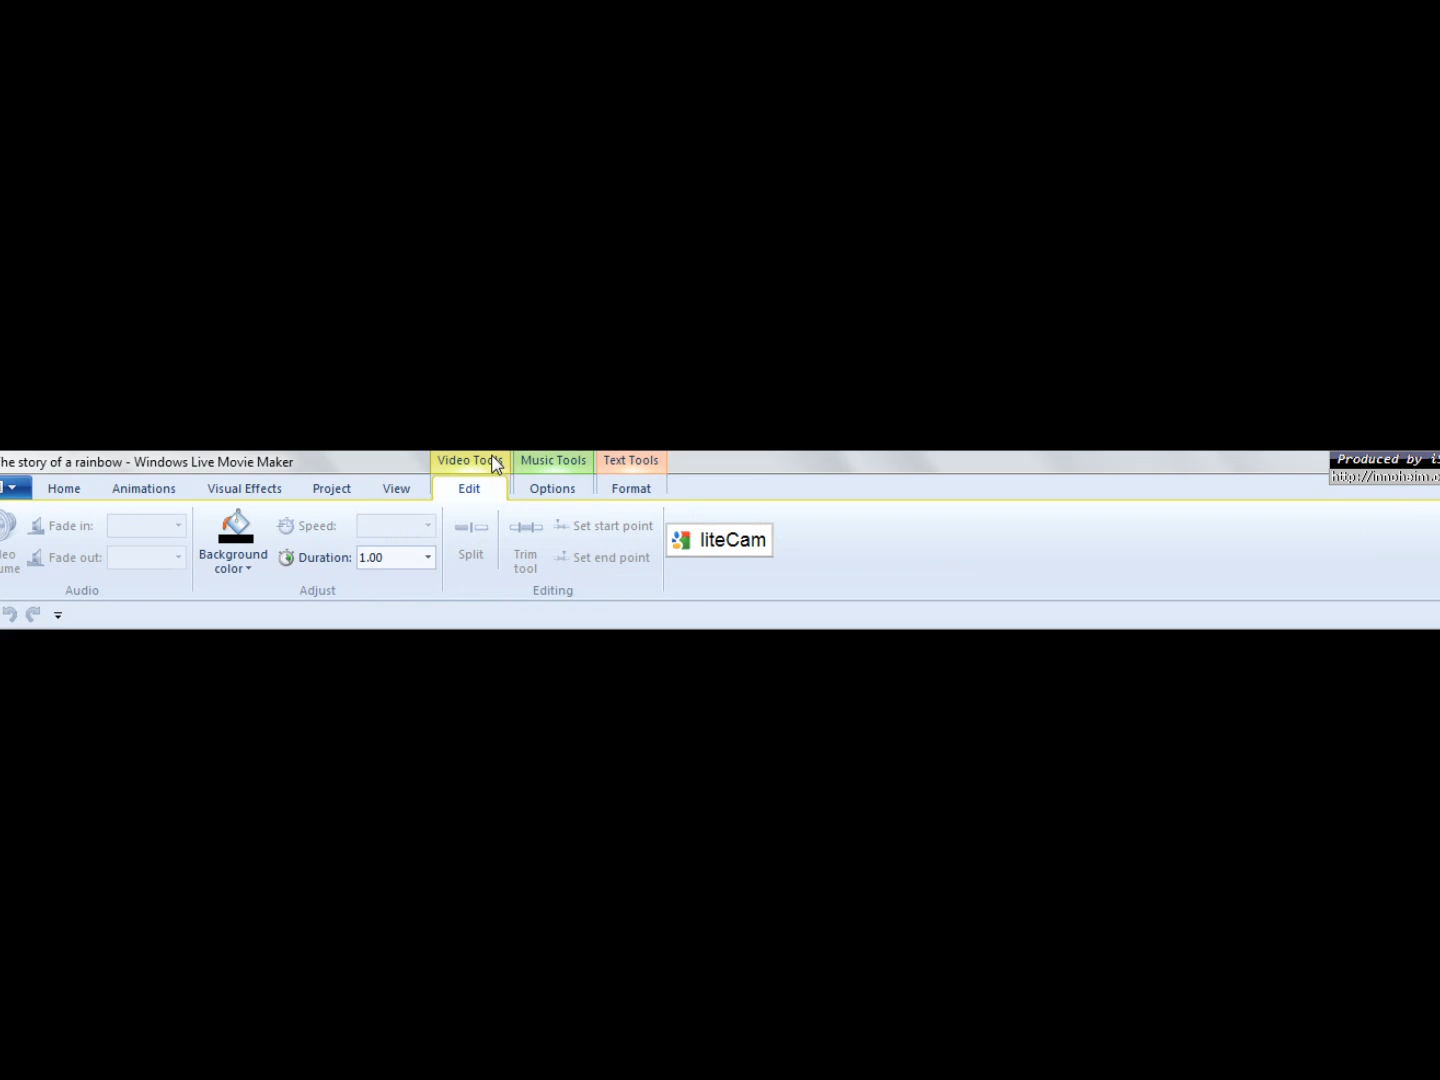 he story of a rainbow - Windows Live Movie Maker
Video Tools
Music Tools
Text Tools
Produced by
Home
Animations
Visual Effects
Project
View
Edit
Options
Format
Fade in:
Fade out:
Audio
Background
color
Speed:
Duration: 1.00
Adjust
Split
Trim
tool
Set start point
Set end point
Editing
liteCam